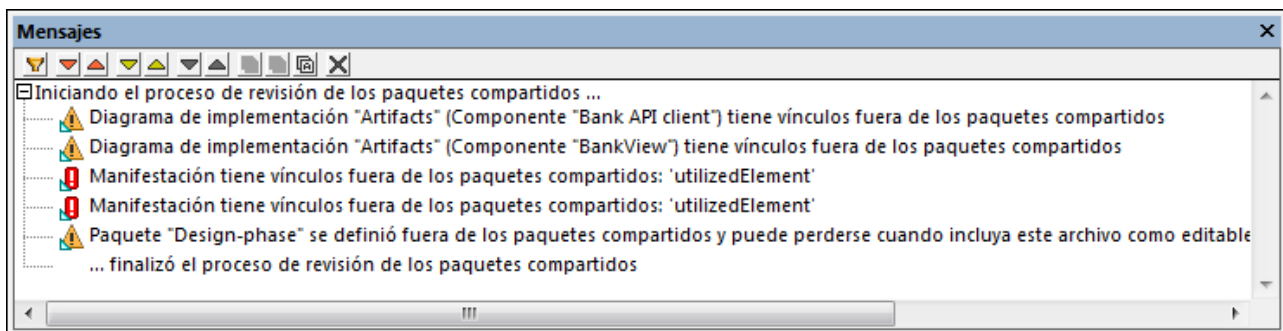 Mensajes
Iniciando el proceso de revisión de los paquetes compartidos ...
Diagrama de implementación "Artifacts" (Componente "Bank API client") tiene vínculos fuera de los paquetes compartidos
Diagrama de implementación "Artifacts" (Componente "BankView") tiene vínculos fuera de los paquetes compartidos
Manifestación tiene vínculos fuera de los paquetes compartidos: 'utilizedElement'
Manifestación tiene vínculos fuera de los paquetes compartidos: 'utilizedElement'
Paquete "Design-phase" se definió fuera de los paquetes compartidos y puede perderse cuando incluya este archivo como editable
... finalizó el proceso de revisión de los paquetes compartidos